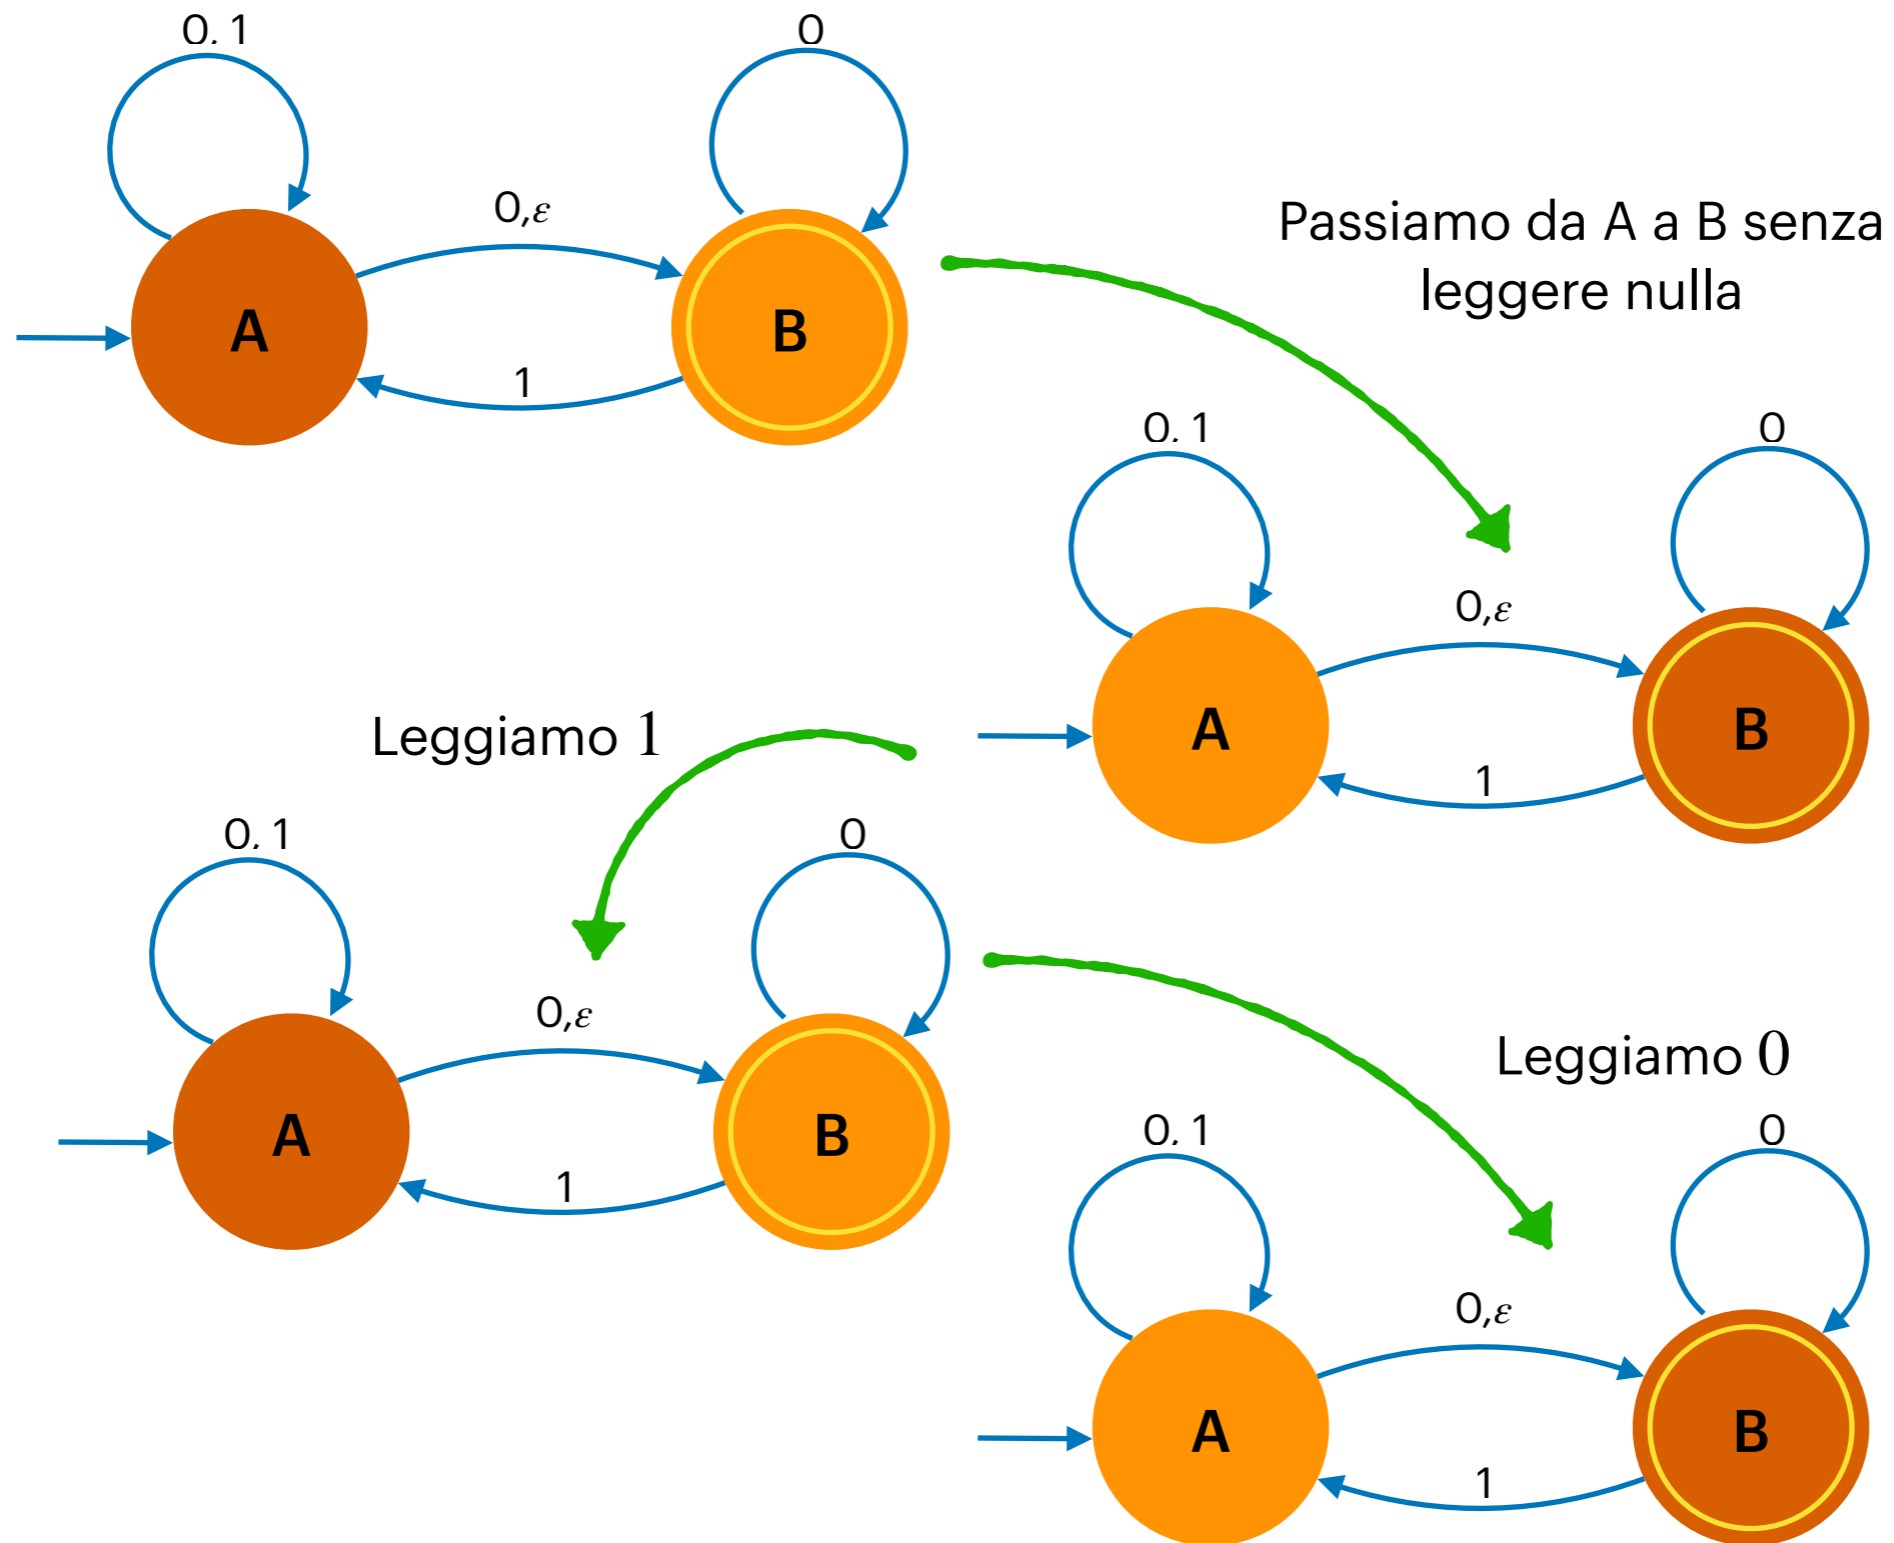 0, 1
0
0,ε
A
B
1
Passiamo da A a B senza
leggere nulla
0, 1
0
0,ε
A
B
1
Leggiamo 1
0, 1
0
0,ε
A
B
1
Leggiamo 0
0, 1
0
0,ε
A
B
1